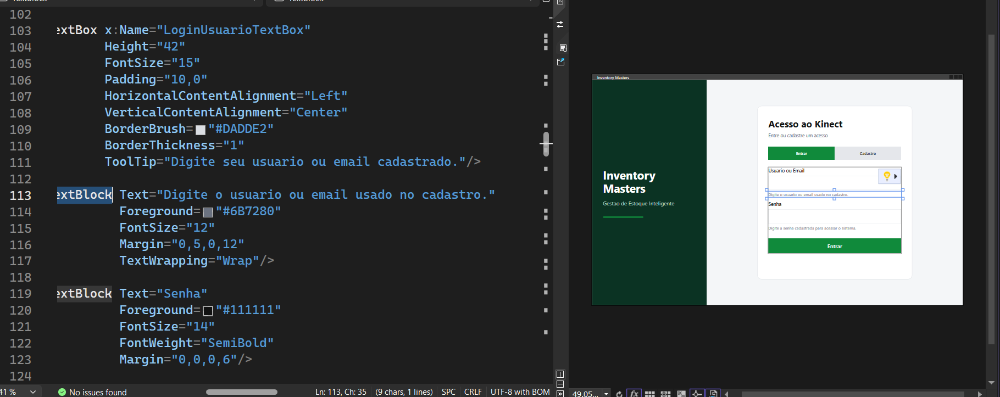 102
103 extBox x:Name="LoginUsuarioTextBox"
104 Height="42"
105 FontSize="15"
106 Padding="10,0"
107 HorizontalContentAlignment="Left"
108 VerticalContentAlignment="Center"
109 BorderBrush="#DADDE2"
110 BorderThickness="1"
111 ToolTip="Digite seu usuario ou email cadastrado."/>
112
113 extBlock Text="Digite o usuario ou email usado no cadastro."
114 Foreground="#6B7280"
115 FontSize="12"
116 Margin="0,5,0,12"
117 TextWrapping="Wrap"/>
118
119 extBlock Text="Senha"
120 Foreground="#111111"
121 FontSize="14"
122 FontWeight="SemiBold"
123 Margin="0,0,0,6"/>
124
41 % No issues found Ln: 113, Ch: 35 (9 chars, 1 lines) SPC CRLF UTF-8 with BOM
Inventory Masters
Inventory
Masters
Gestao de Estoque Inteligente
Acesso ao Kinect
Entre ou cadastre um acesso
Entrar Cadastro
Usuario ou Email
Digite o usuario ou email usado no cadastro.
Senha
Digite a senha cadastrada para acessar o sistema.
Entrar
49.05... fx